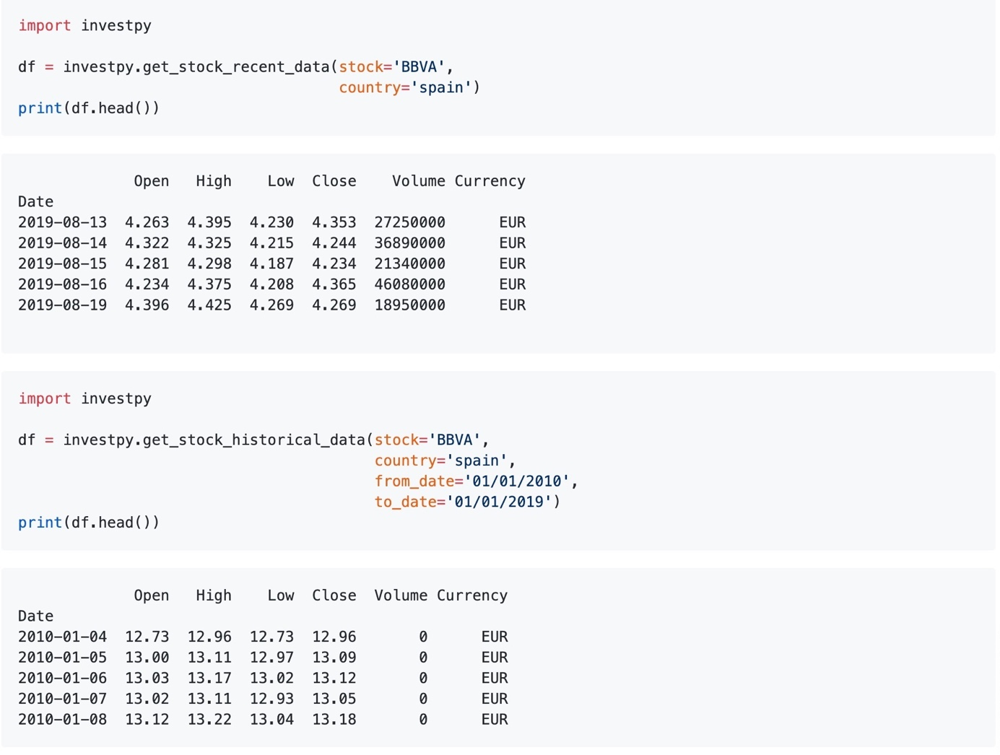 import investpy
df = investpy.get_stock_recent_data(stock='BBVA',
country='spain')
print(df.head())
Open High Low Close Volume Currency
Date
2019-08-13 4.263 4.395 4.230 4.353 27250000 EUR
2019-08-14 4.322 4.325 4.215 4.244 36890000 EUR
2019-08-15 4.281 4.298 4.187 4.234 21340000 EUR
2019-08-16 4.234 4.375 4.208 4.365 46080000 EUR
2019-08-19 4.396 4.425 4.269 4.269 18950000 EUR
import investpy
df = investpy.get_stock_historical_data(stock='BBVA',
country='spain',
from_date='01/01/2010',
to_date='01/01/2019')
print(df.head())
Open High Low Close Volume Currency
Date
2010-01-04 12.73 12.96 12.73 12.96 0 EUR
2010-01-05 13.00 13.11 12.97 13.09 0 EUR
2010-01-06 13.03 13.17 13.02 13.12 0 EUR
2010-01-07 13.02 13.11 12.93 13.05 0 EUR
2010-01-08 13.12 13.22 13.04 13.18 0 EUR